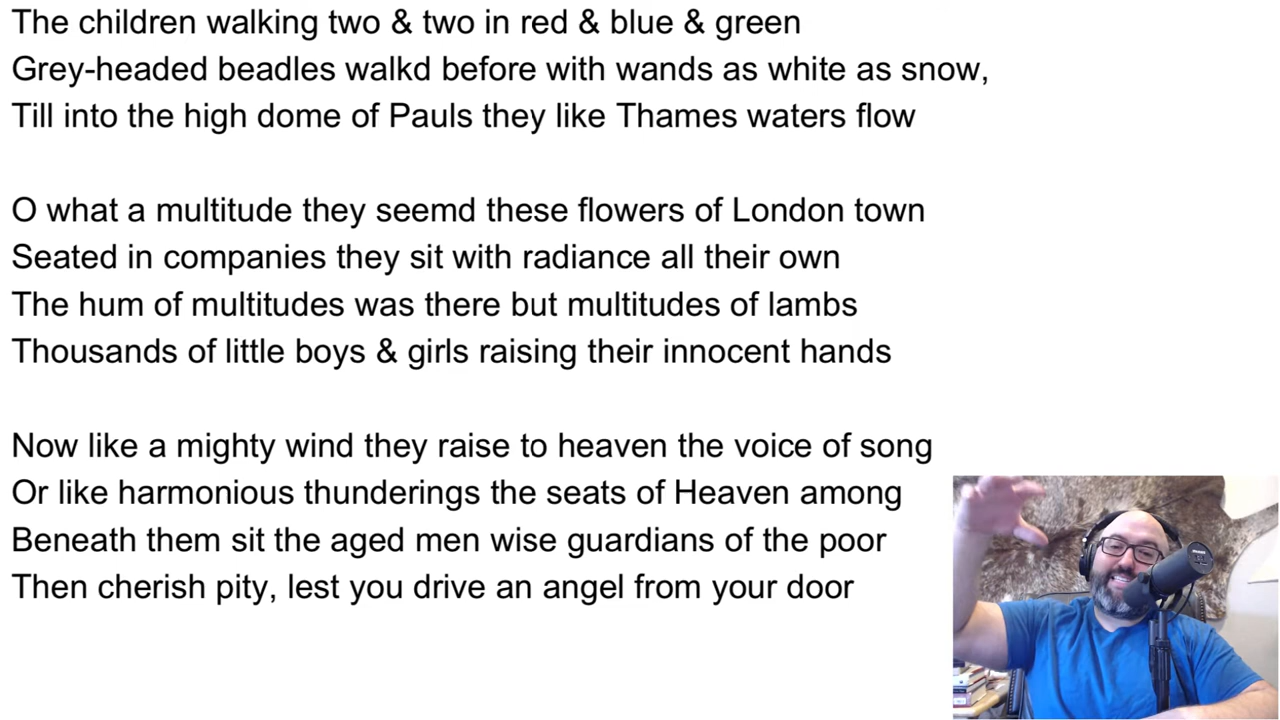 The children walking two & two in red & blue & green
Grey-headed beadles walkd before with wands as white as snow,
Till into the high dome of Pauls they like Thames waters flow
O what a multitude they seemd these flowers of London town
Seated in companies they sit with radiance all their own
The hum of multitudes was there but multitudes of lambs
Thousands of little boys & girls raising their innocent hands
Now like a mighty wind they raise to heaven the voice of song
Or like harmonious thunderings the seats of Heaven among
Beneath them sit the aged men wise guardians of the poor
Then cherish pity, lest you drive an angel from your door